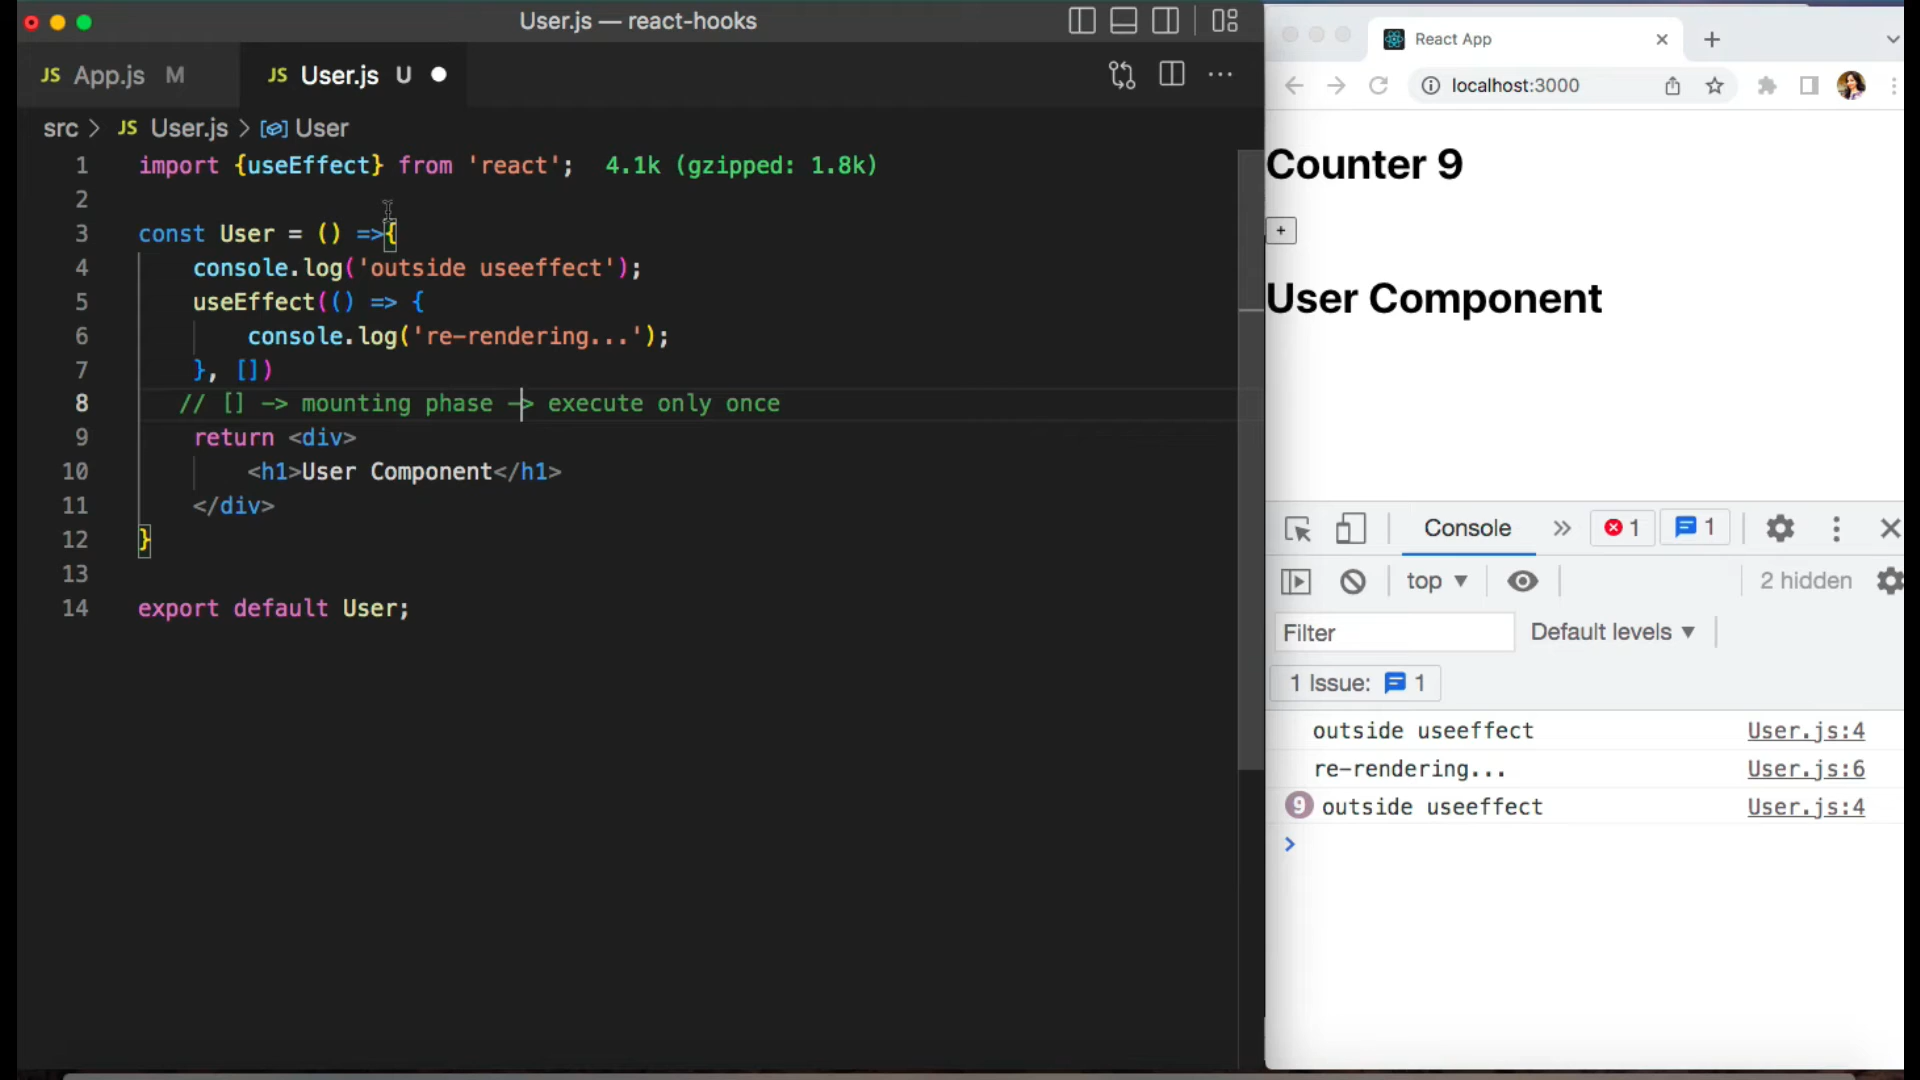 User.js — react-hooks
JS App.js M
JS User.js U
src > JS User.js > User
1 import {useEffect} from 'react'; 4.1k (gzipped: 1.8k)
2
3 const User = () =>{
4 console.log('outside useeffect');
5 useEffect(() => {
6 console.log('re-rendering...');
7 }, [])
8 // [] -> mounting phase -> execute only once
9 return <div>
10 <h1>User Component</h1>
11 </div>
12 }
13
14 export default User;
React App
localhost:3000
Counter 9
+
User Component
Console 1 1
top 2 hidden
Filter Default levels
1 Issue: 1
outside useeffect User.js:4
re-rendering... User.js:6
9 outside useeffect User.js:4
>